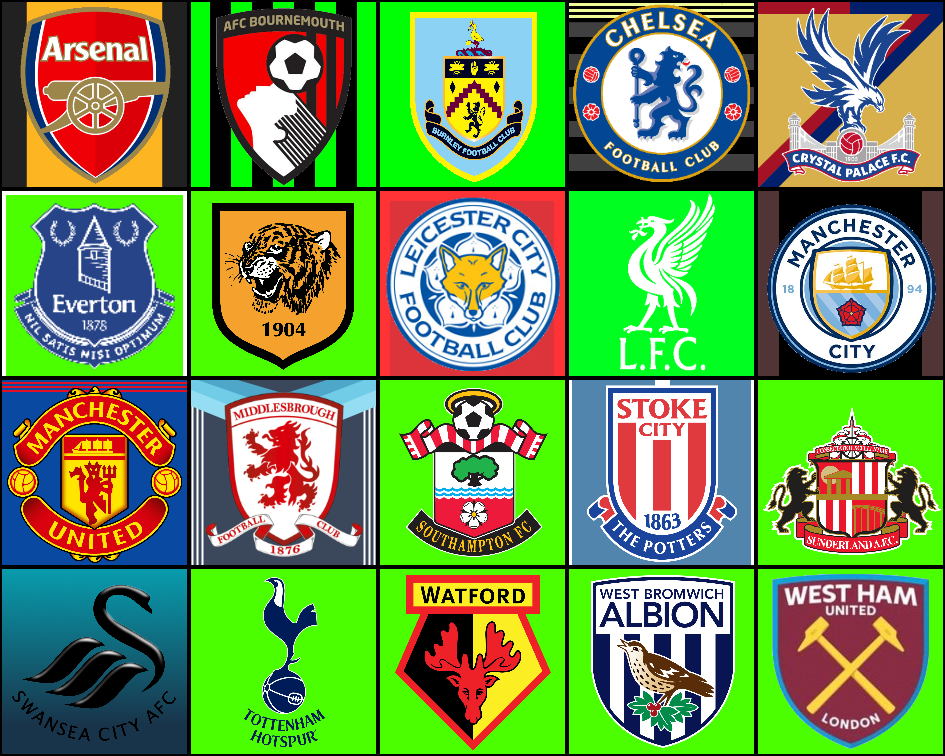 Arsenal
AFC BOURNEMOUTH
BURNLEY FOOTBALL CLUB
CHELSEA
FOOTBALL CLUB
1905
CRYSTAL PALACE F.C.
Everton
1878
NIL SATIS NISI OPTIMUM
1904
LEICESTER CITY
FOOTBALL CLUB
L.F.C.
MANCHESTER
18 94
CITY
MANCHESTER
UNITED
MIDDLESBROUGH
FOOTBALL CLUB
1876
SOUTHAMPTON FC
STOKE
CITY
1863
THE POTTERS
SUNDERLAND A.F.C.
SWANSEA CITY AFC
TOTTENHAM
HOTSPUR
WATFORD
WEST BROMWICH
ALBION
WEST HAM
UNITED
LONDON